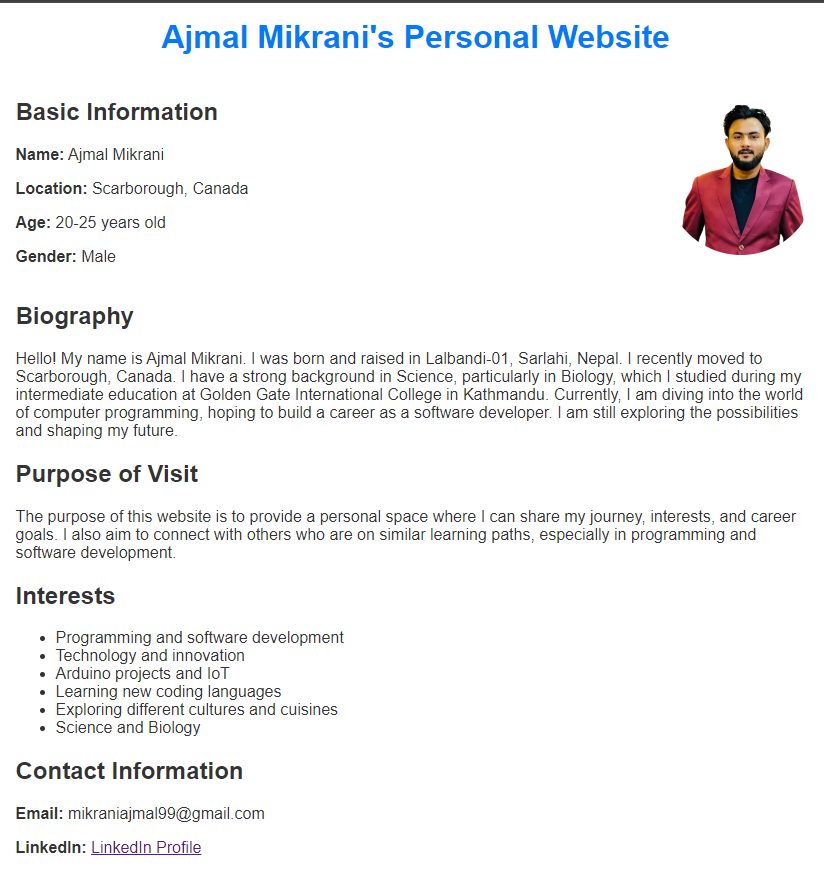 Ajmal Mikrani's Personal Website
Basic Information
Name: Ajmal Mikrani
Location: Scarborough, Canada
Age: 20-25 years old
Gender: Male
Biography
Hello! My name is Ajmal Mikrani. I was born and raised in Lalbandi-01, Sarlahi, Nepal. I recently moved to
Scarborough, Canada. I have a strong background in Science, particularly in Biology, which I studied during my
intermediate education at Golden Gate International College in Kathmandu. Currently, I am diving into the world
of computer programming, hoping to build a career as a software developer. I am still exploring the possibilities
and shaping my future.
Purpose of Visit
The purpose of this website is to provide a personal space where I can share my journey, interests, and career
goals. I also aim to connect with others who are on similar learning paths, especially in programming and
software development.
Interests
• Programming and software development
• Technology and innovation
• Arduino projects and IoT
• Learning new coding languages
• Exploring different cultures and cuisines
• Science and Biology
Contact Information
Email: mikraniajmal99@gmail.com
LinkedIn: LinkedIn Profile